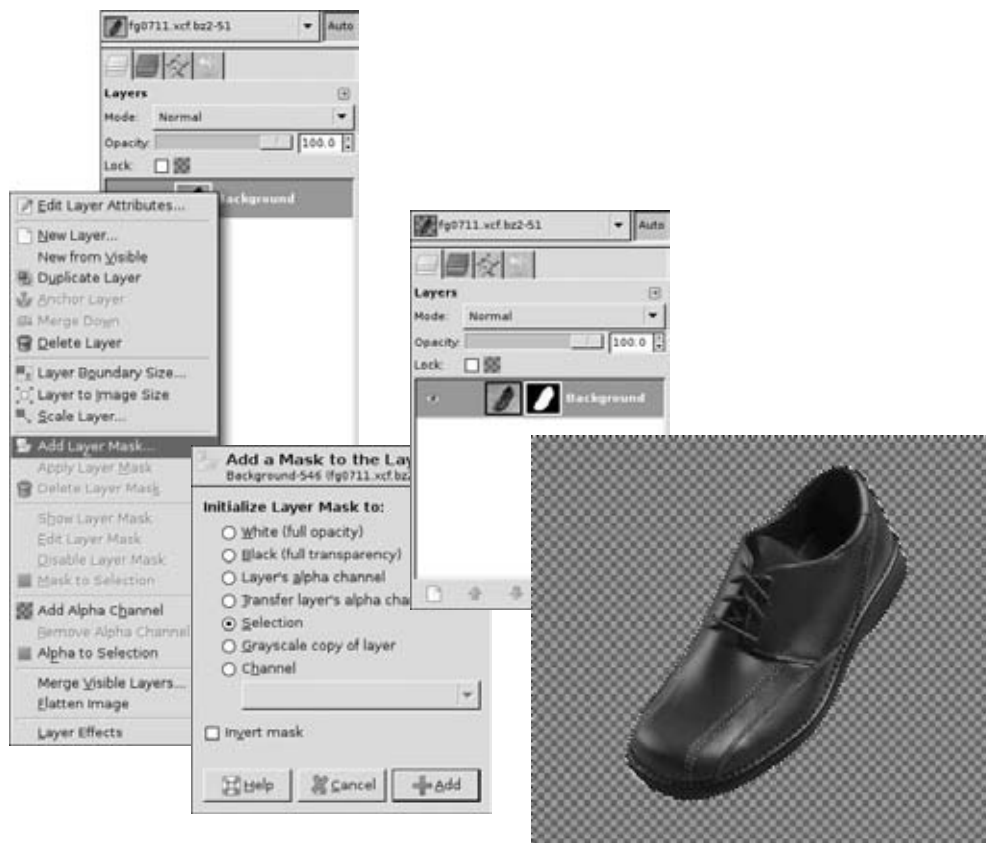 fg0711.xcf.bz2-51
Auto
Layers
Mode: Normal
Opacity: 100.0
Lock:
Background
Edit Layer Attributes...
New Layer...
New from Visible
Duplicate Layer
Anchor Layer
Merge Down
Delete Layer
Layer Boundary Size...
Layer to Image Size
Scale Layer...
Add Layer Mask...
Apply Layer Mask
Delete Layer Mask
Show Layer Mask
Edit Layer Mask
Disable Layer Mask
Mask to Selection
Add Alpha Channel
Remove Alpha Channel
Alpha to Selection
Merge Visible Layers...
Flatten Image
Layer Effects
Add a Mask to the Lay
Background-546 (fg0711.xcf.bz2
Initialize Layer Mask to:
White (full opacity)
Black (full transparency)
Layer's alpha channel
Transfer layer's alpha cha
Selection
Grayscale copy of layer
Channel
Invert mask
Help
Cancel
Add
fg0711.xcf.bz2-51
Auto
Layers
Mode: Normal
Opacity: 100.0
Lock:
Background